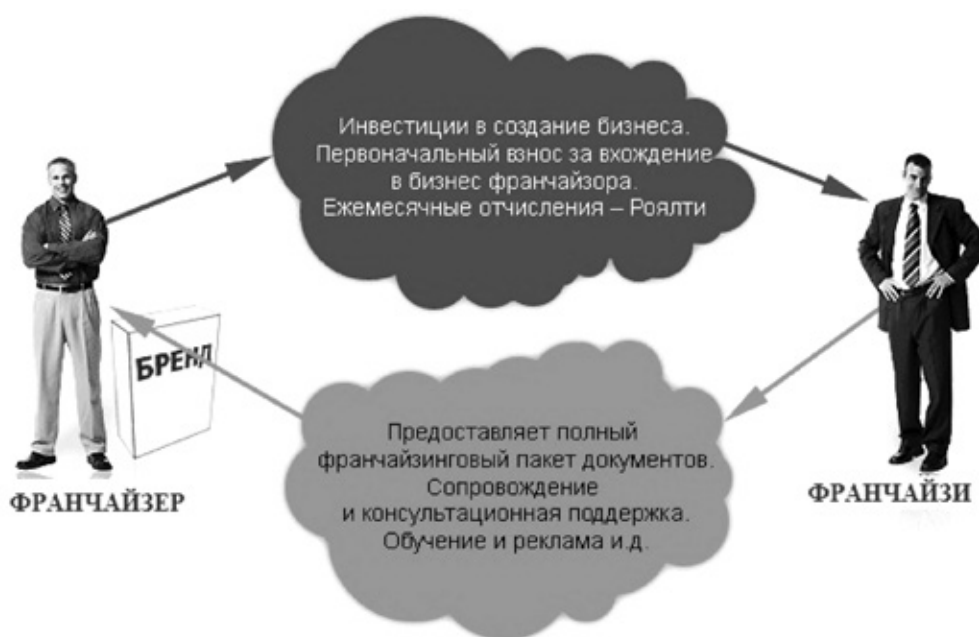 Инвестиции в создание бизнеса.
Первоначальный взнос за вхождение
в бизнес франчайзора.
Ежемесячные отчисления – Роялти
БРЕНД
Предоставляет полный
франчайзинговый пакет документов.
Сопровождение
и консультационная поддержка.
Обучение и реклама и.д.
ФРАНЧАЙЗЕР
ФРАНЧАЙЗИ